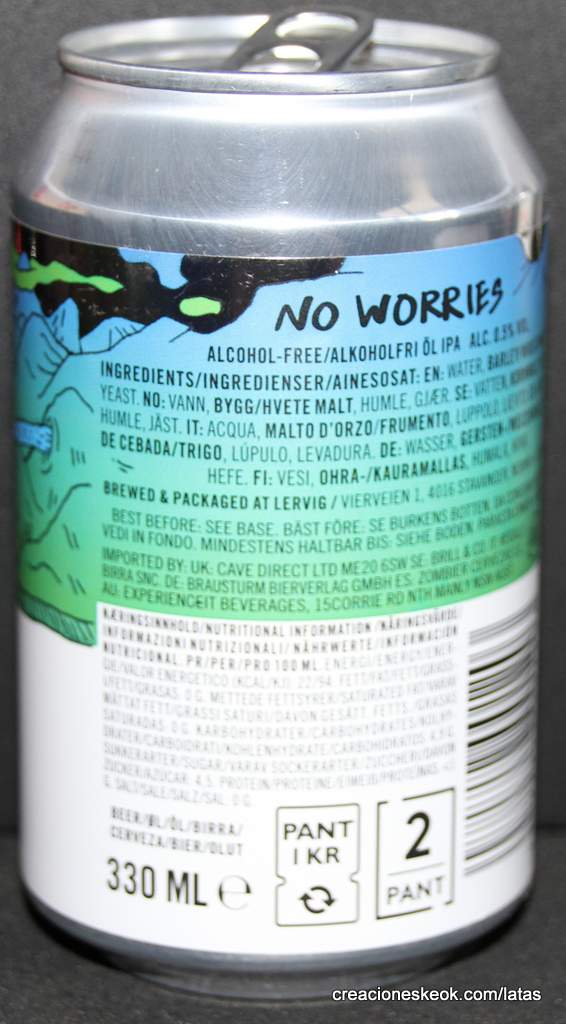 NO WORRIES
ALCOHOL-FREE/ALKOHOLFRI ÖL IPA ALC. 0.5% VOL
INGREDIENTS/INGREDIENSER/AINESOSAT: EN: WATER, BARLEY
YEAST. NO: VANN, BYGG/HVETE MALT, HUMLE, GJÆR. SE: VATTEN,
HUMLE, JÄST. IT: ACQUA, MALTO D'ORZO/FRUMENTO, LUPPOLO,
DE CEBADA/TRIGO, LÚPULO, LEVADURA. DE: WASSER, GERSTEN-
HEFE. FI: VESI, OHRA-/KAURAMALLAS, HUMALA,
BREWED & PACKAGED AT LERVIG / VIERVEIEN 1, 4016 STAVANGER,
BEST BEFORE: SEE BASE. BÄST FÖRE: SE BURKENS BOTTEN.
VEDI IN FONDO. MINDESTENS HALTBAR BIS: SIEHE BODEN.
IMPORTED BY: UK: CAVE DIRECT LTD ME20 6SW SE: BRILL & CO.
BIRRA SNC. DE: BRAUSTURM BIERVERLAG GMBH ES: ZOMBIER
AU: EXPERIENCEIT BEVERAGES, 15CORRIE RD NTH MANLY NSW
NÆRINGSINNHOLD/NUTRITIONAL INFORMATION/NÄRINGSVÄRDE/
INFORMAZIONI NUTRIZIONALI/NÄHRWERTE/INFORMACIÓN
NUTRICIONAL. PR/PER/PRO 100 ML. ENERGI/ENERGY/ENER-
GIE/VALOR ENERGETICO (KCAL/KJ): 22/94. FETT/FAT/FETT/GRASS-
I/FETT/GRASAS: 0 G. METTEDE FETTSYRER/SATURATED FAT/VARAV
MÄTTAT FETT/GRASSI SATURI/DAVON GESÄTT. FETTS./GRASAS
SATURADAS: 0 G. KARBOHYDRATER/CARBOHYDRATES/KOLHY-
DRATER/CARBOIDRATI/KOHLENHYDRATE/CARBOHIDRATOS:
SUKKERARTER/SUGAR/VARAV SOCKERARTER/ZUCCHERI/DAVON
ZUCKER/AZÚCAR: 4.5. PROTEIN/PROTEINE/EIWEIß/PROTEÍNAS:
G. SALT/SALE/SALZ/SAL: 0 G.
BEER/ØL/ÖL/BIRRA/
CERVEZA/BIER/OLUT
330 ML e
PANT
1 KR
2
PANT
creacioneskeok.com/latas